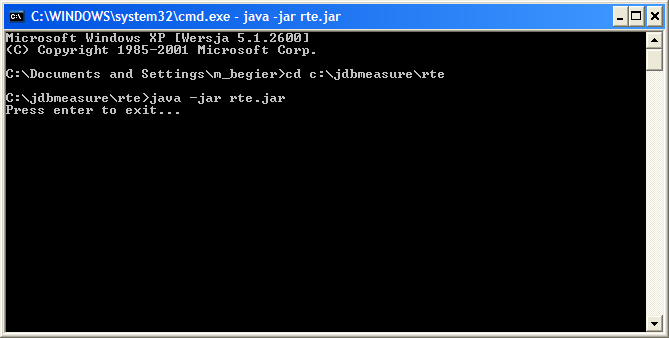 C:\WINDOWS\system32\cmd.exe - java -jar rte.jar
Microsoft Windows XP [Wersja 5.1.2600]
(C) Copyright 1985-2001 Microsoft Corp.
C:\Documents and Settings\m_begier>cd c:\jdbmeasure\rte
C:\jdbmeasure\rte>java -jar rte.jar
Press enter to exit...